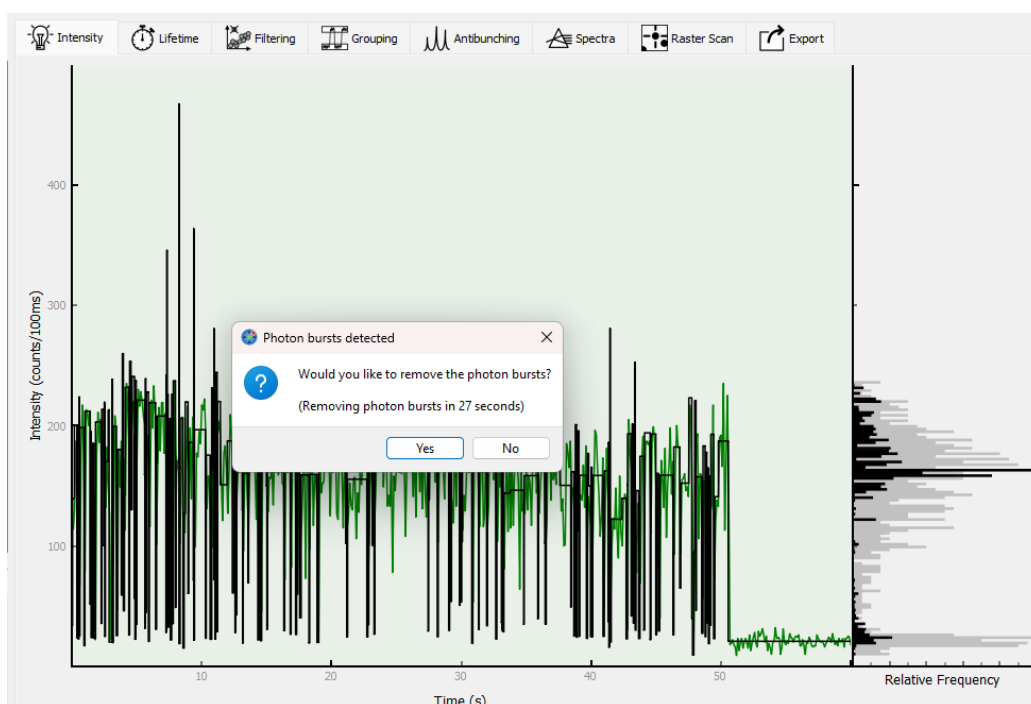 Intensity
Lifetime
Filtering
Grouping
Antibunching
Spectra
Raster Scan
Export
400
300
200
100
Intensity (counts/100ms)
Photon bursts detected
Would you like to remove the photon bursts?
(Removing photon bursts in 27 seconds)
Yes
No
10
20
30
40
50
Time (s)
Relative Frequency